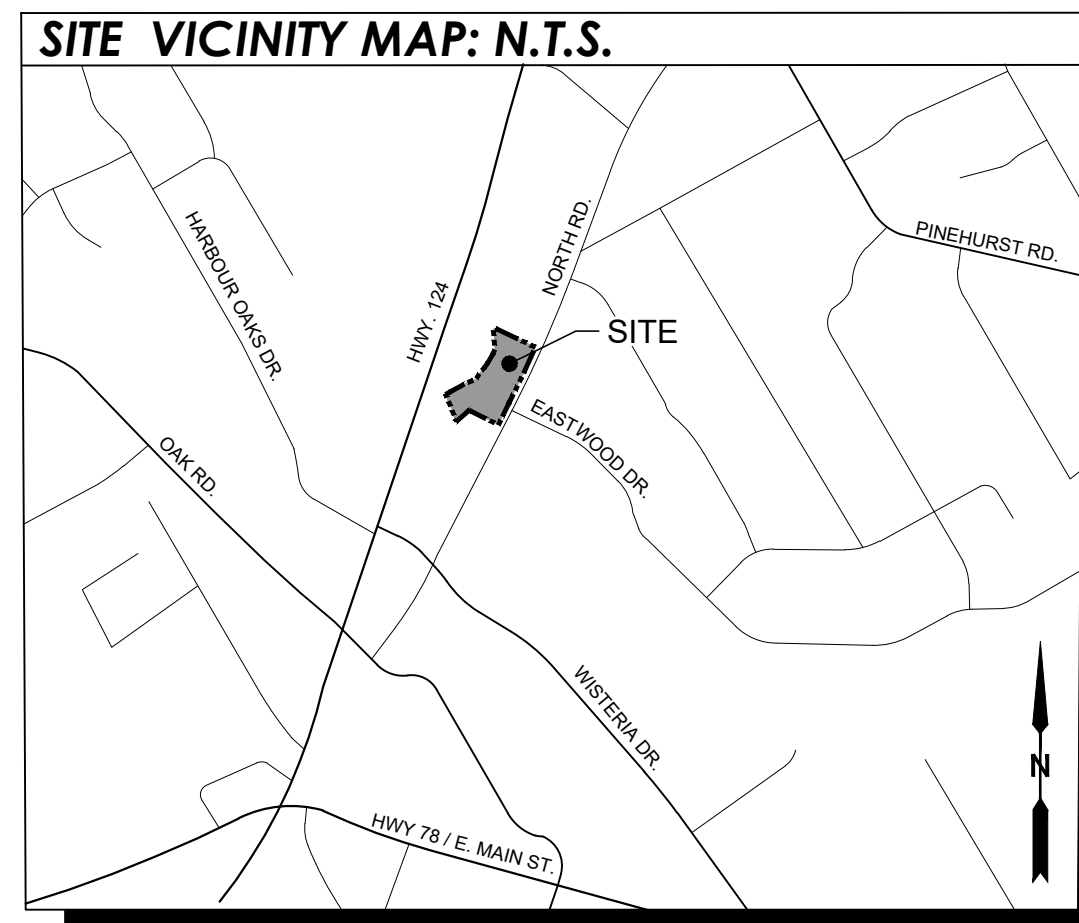 SITE VICINITY MAP: N.T.S.
HARBOUR OAKS DR.
HWY. 124
NORTH RD.
PINEHURST RD.
SITE
EASTWOOD DR.
OAK RD.
WISTERIA DR.
HWY 78 / E. MAIN ST.
N